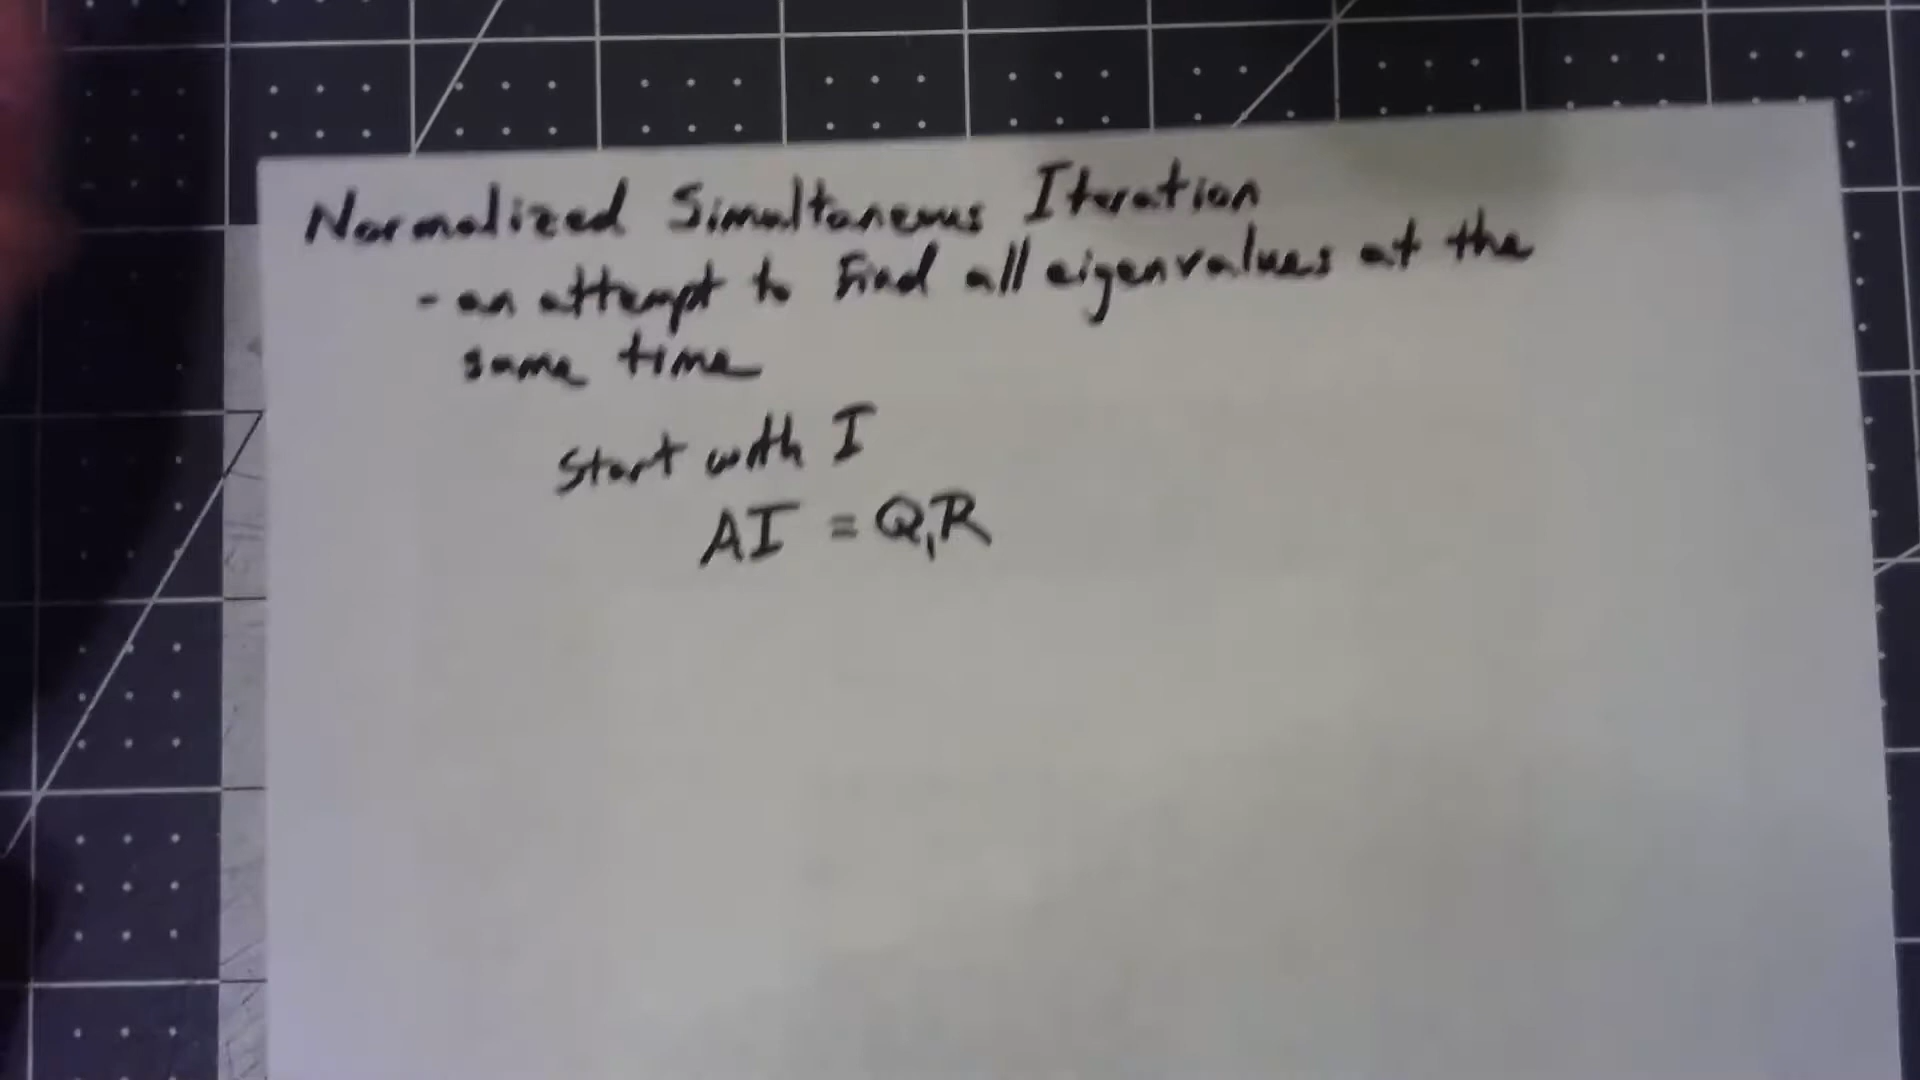 Normalized Simultaneous Iteration
- an attempt to find all eigenvalues at the
same time
Start with I
AI = Q₁R